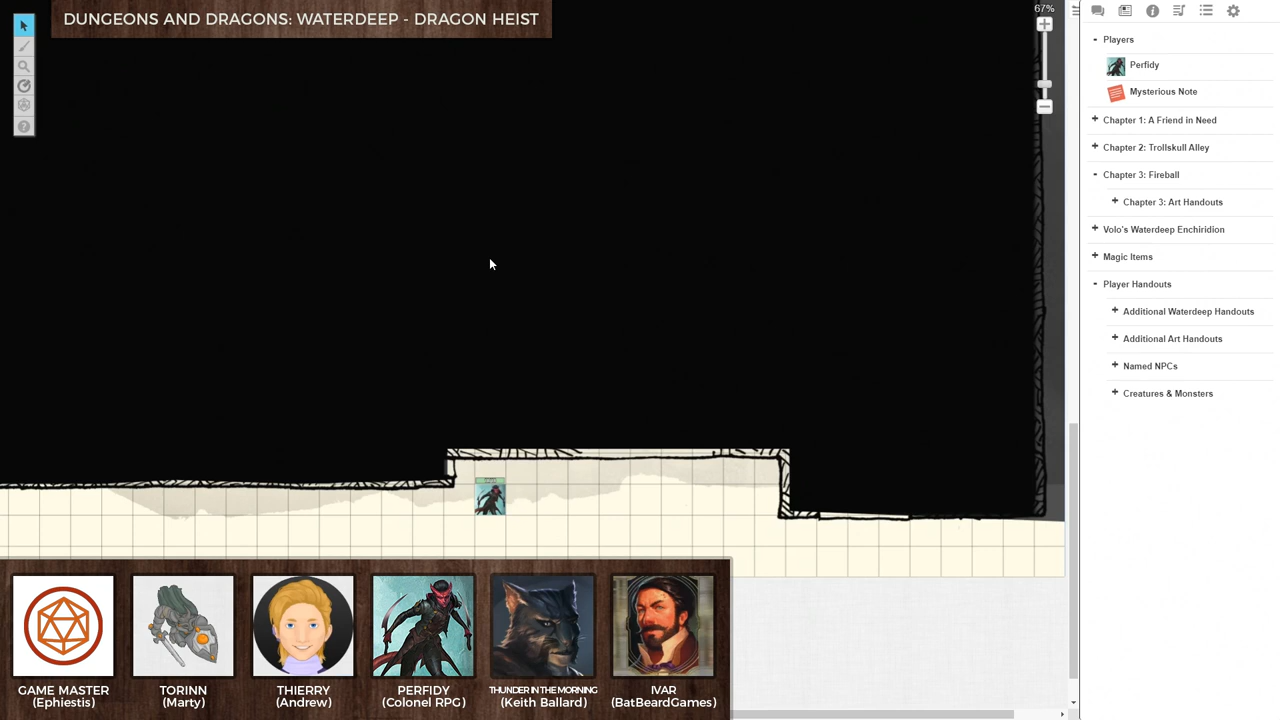 DUNGEONS AND DRAGONS: WATERDEEP - DRAGON HEIST
67%
Players
Perfidy
Mysterious Note
Chapter 1: A Friend in Need
Chapter 2: Trollskull Alley
Chapter 3: Fireball
Chapter 3: Art Handouts
Volo's Waterdeep Enchiridion
Magic Items
Player Handouts
Additional Waterdeep Handouts
Additional Art Handouts
Named NPCs
Creatures & Monsters
GAME MASTER
(Ephiestis)
TORINN
(Marty)
THIERRY
(Andrew)
PERFIDY
(Colonel RPG)
THUNDER IN THE MORNING
(Keith Ballard)
IVAR
(BatBeardGames)